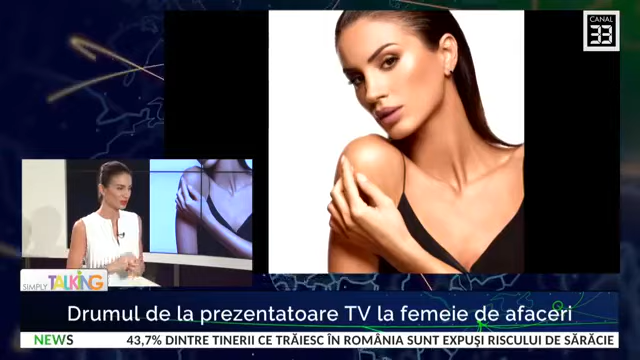 CANAL
33
SIMPLY TALKING
Drumul de la prezentatoare TV la femeie de afaceri
NEWS 43,7% DINTRE TINERII CE TRĂIESC ÎN ROMÂNIA SUNT EXPUȘI RISCULUI DE SĂRĂCIE